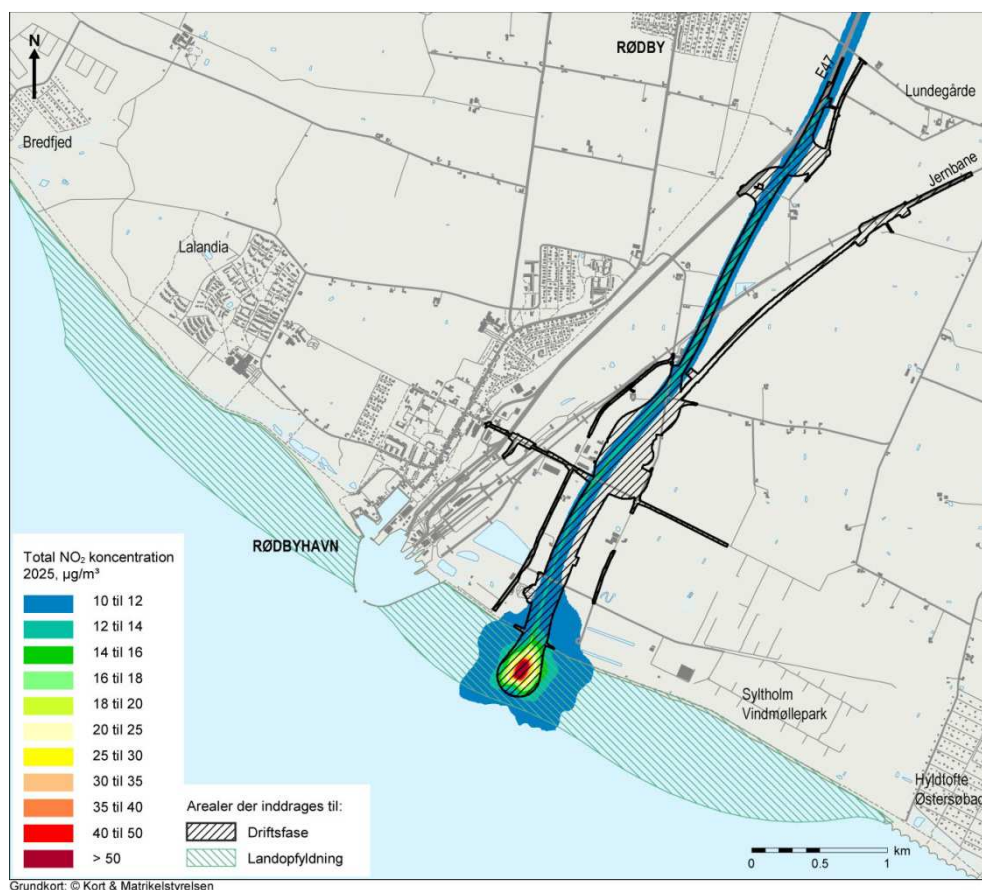 N
RØDBY
E47
Lundegårde
Bredfjed
Jernbane
Lalandia
RØDBYHAVN
Syltholm
Vindmøllepark
Hyldtofte
Østersøbad
Total NO₂ koncentration
2025, µg/m³
10 til 12
12 til 14
14 til 16
16 til 18
18 til 20
20 til 25
25 til 30
30 til 35
35 til 40
40 til 50
> 50
Arealer der inddrages til:
Driftsfase
Landopfyldning
km
0 0.5 1
Grundkort: © Kort & Matrikelstyrelsen